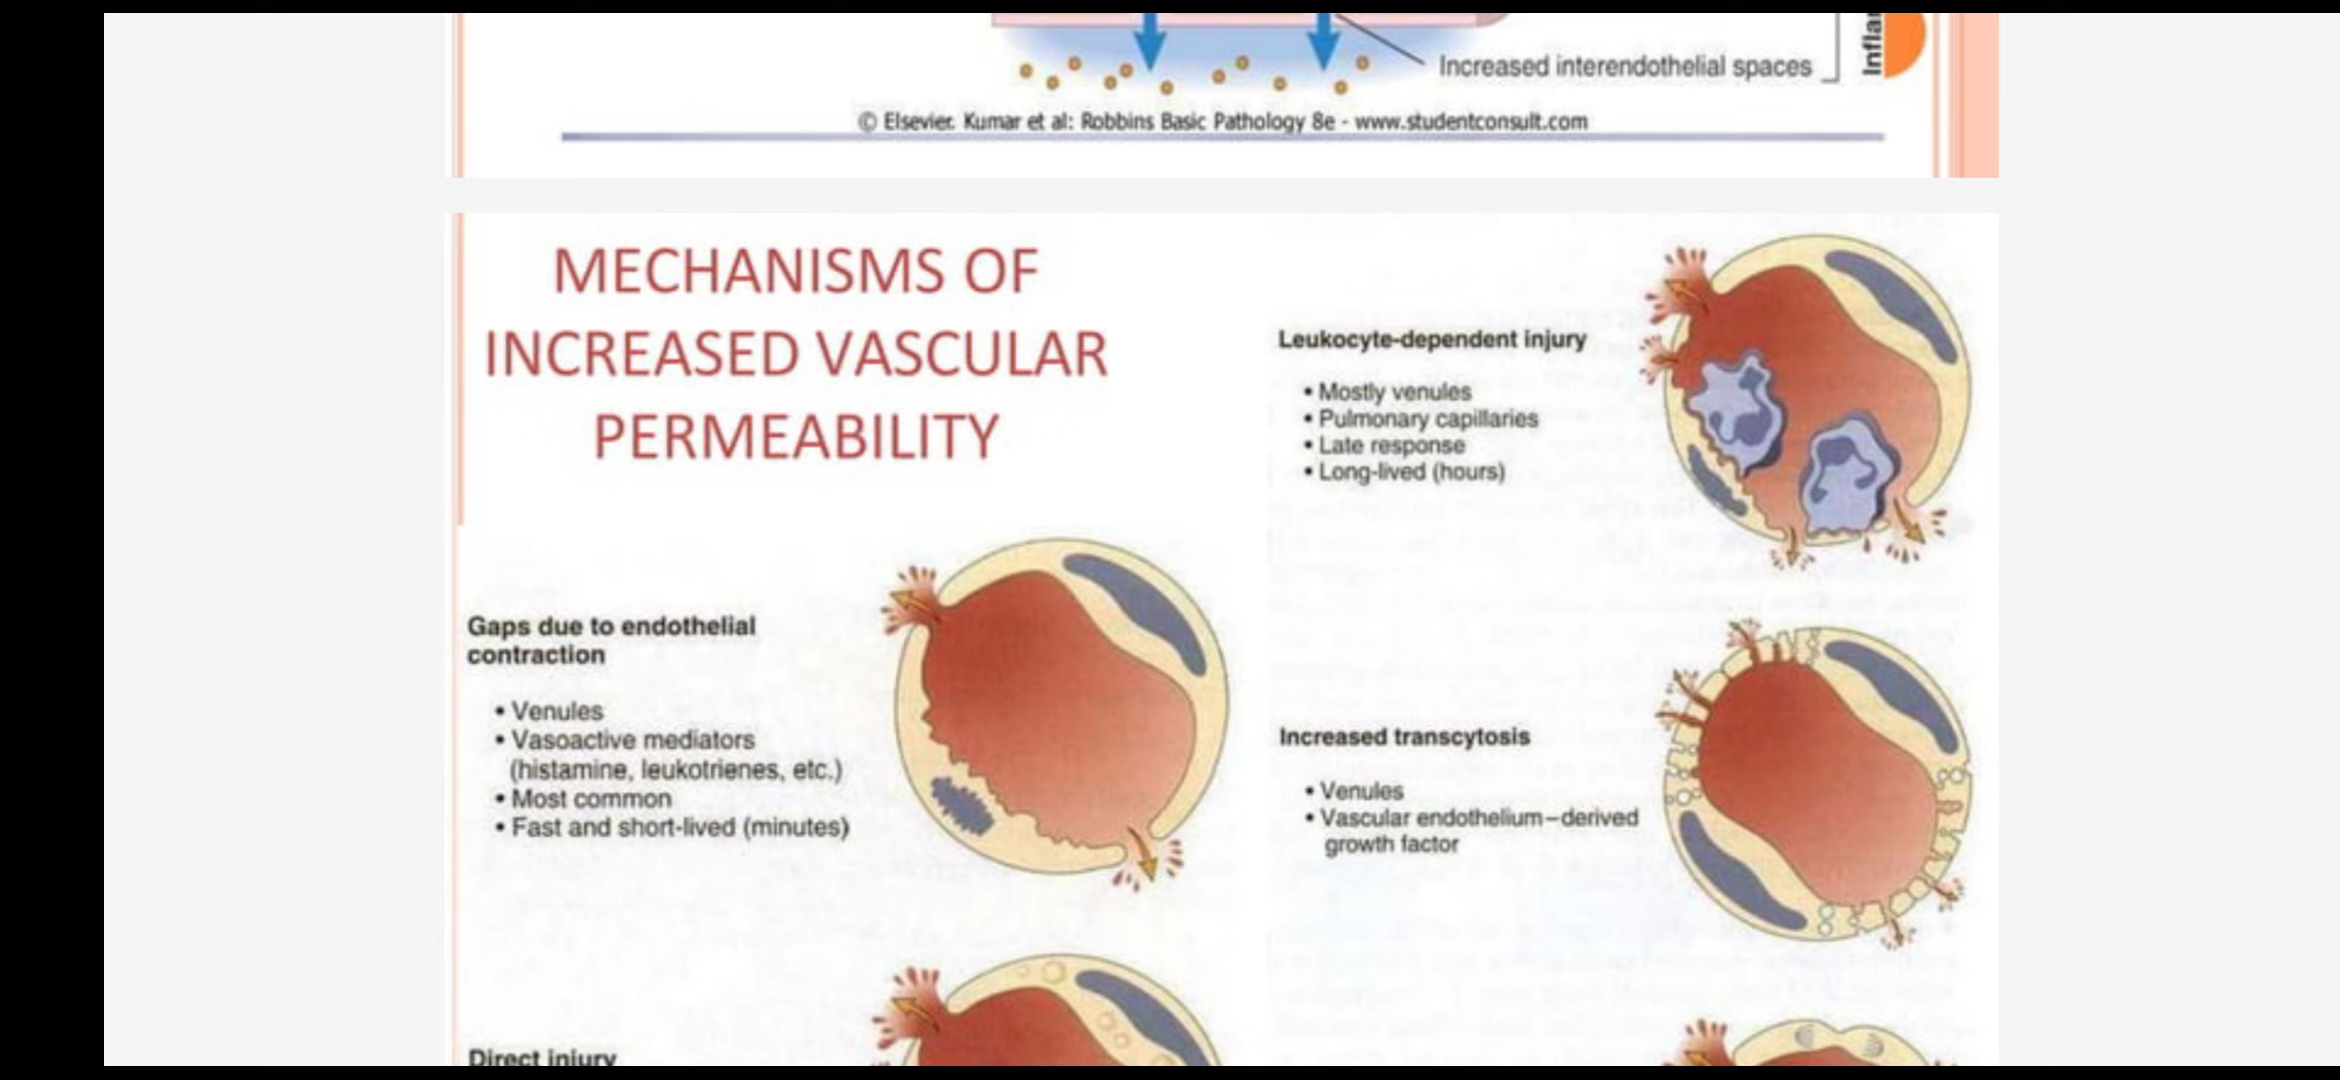 Increased interendothelial spaces
© Elsevier. Kumar et al: Robbins Basic Pathology 8e - www.studentconsult.com
MECHANISMS OF
INCREASED VASCULAR
PERMEABILITY
Gaps due to endothelial
contraction
• Venules
• Vasoactive mediators
(histamine, leukotrienes, etc.)
• Most common
• Fast and short-lived (minutes)
Direct injury
Leukocyte-dependent injury
• Mostly venules
• Pulmonary capillaries
• Late response
• Long-lived (hours)
Increased transcytosis
• Venules
• Vascular endothelium–derived
growth factor